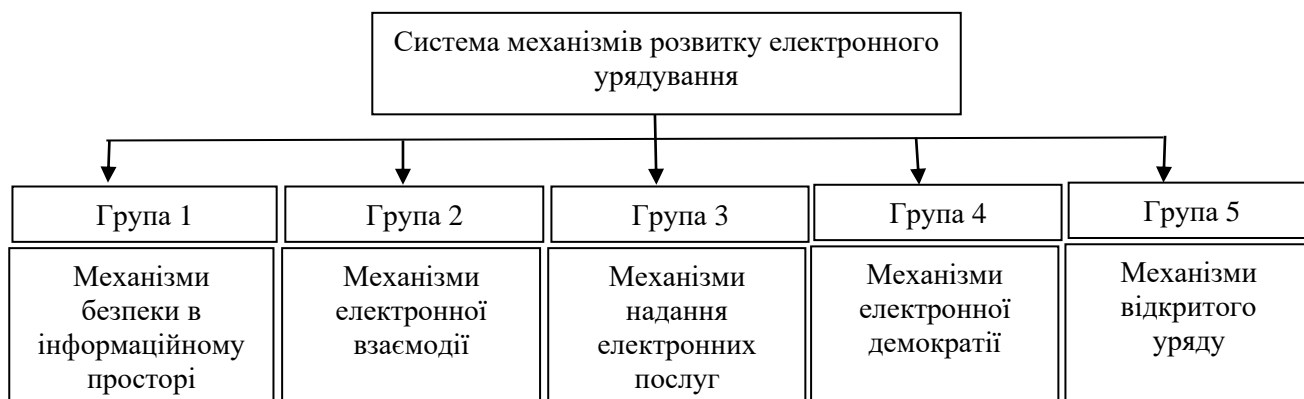 Система механізмів розвитку електронного
урядування
Група 1
Механізми
безпеки в
інформаційному
просторі
Група 2
Механізми
електронної
взаємодії
Група 3
Механізми
надання
електронних
послуг
Група 4
Механізми
електронної
демократії
Група 5
Механізми
відкритого
уряду